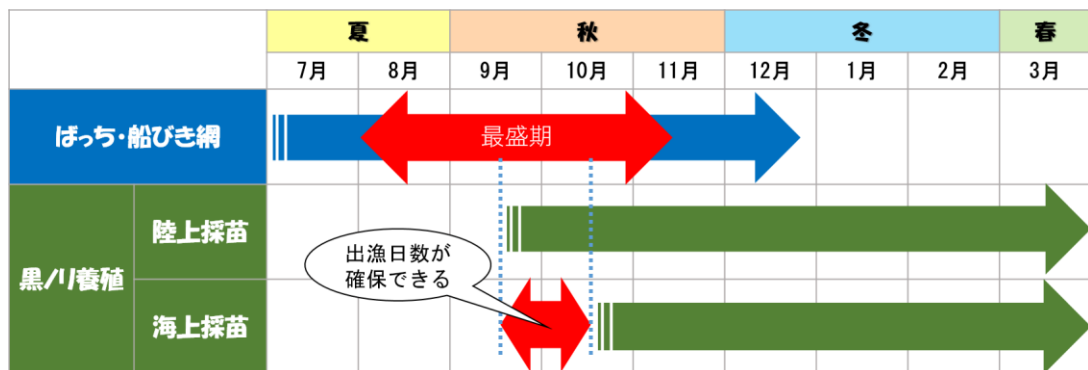 夏 秋 冬 春
7月 8月 9月 10月 11月 12月 1月 2月 3月
ばっち・船びき網
最盛期
黒ノリ養殖
陸上採苗
出漁日数が
確保できる
海上採苗